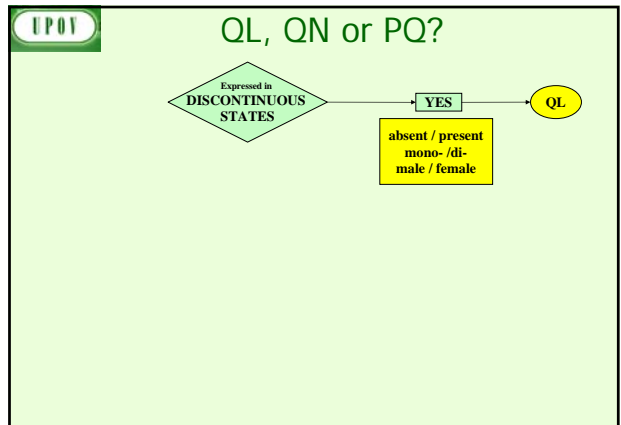 UPOV
QL, QN or PQ?
Expressed in
DISCONTINUOUS
STATES
YES
QL
absent / present
mono- /di-
male / female